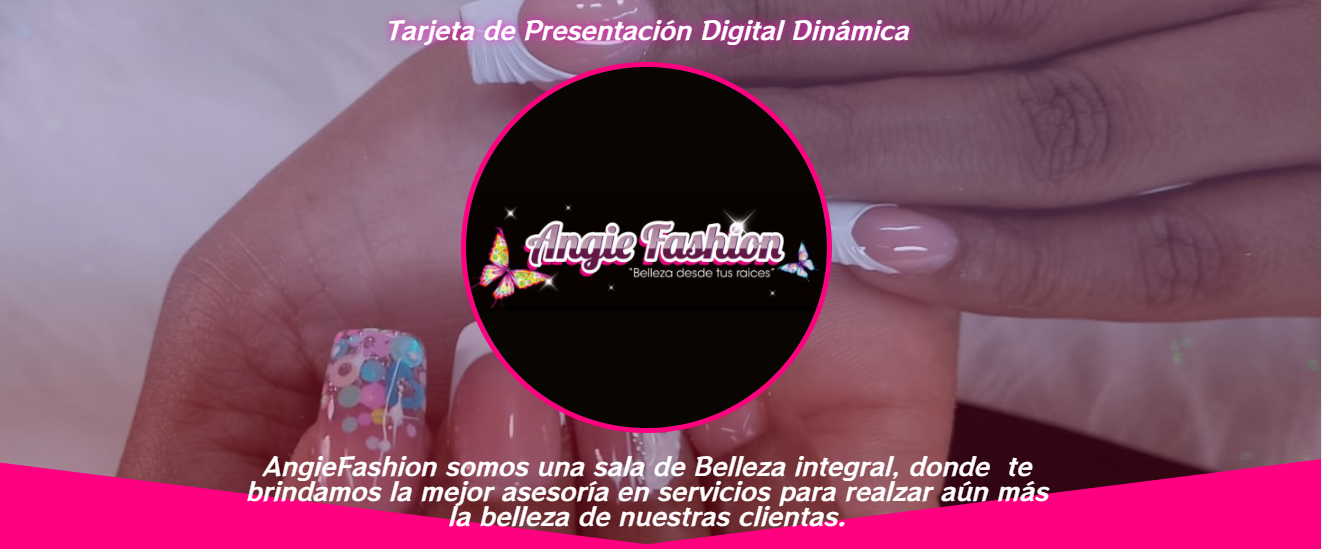 Tarjeta de Presentación Digital Dinámica
Angie Fashion
"Belleza desde tus raices"
AngieFashion somos una sala de Belleza integral, donde te
brindamos la mejor asesoría en servicios para realzar aún más
la belleza de nuestras clientas.